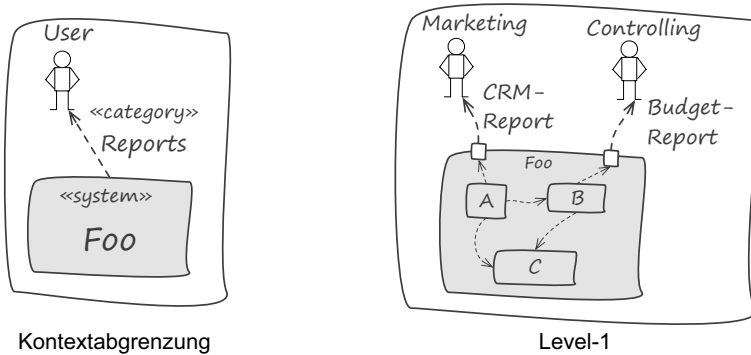 User
«category»
Reports
«system»
Foo
Kontextabgrenzung
Marketing
Controlling
CRM-
Report
Budget-
Report
Foo
A
B
C
Level-1